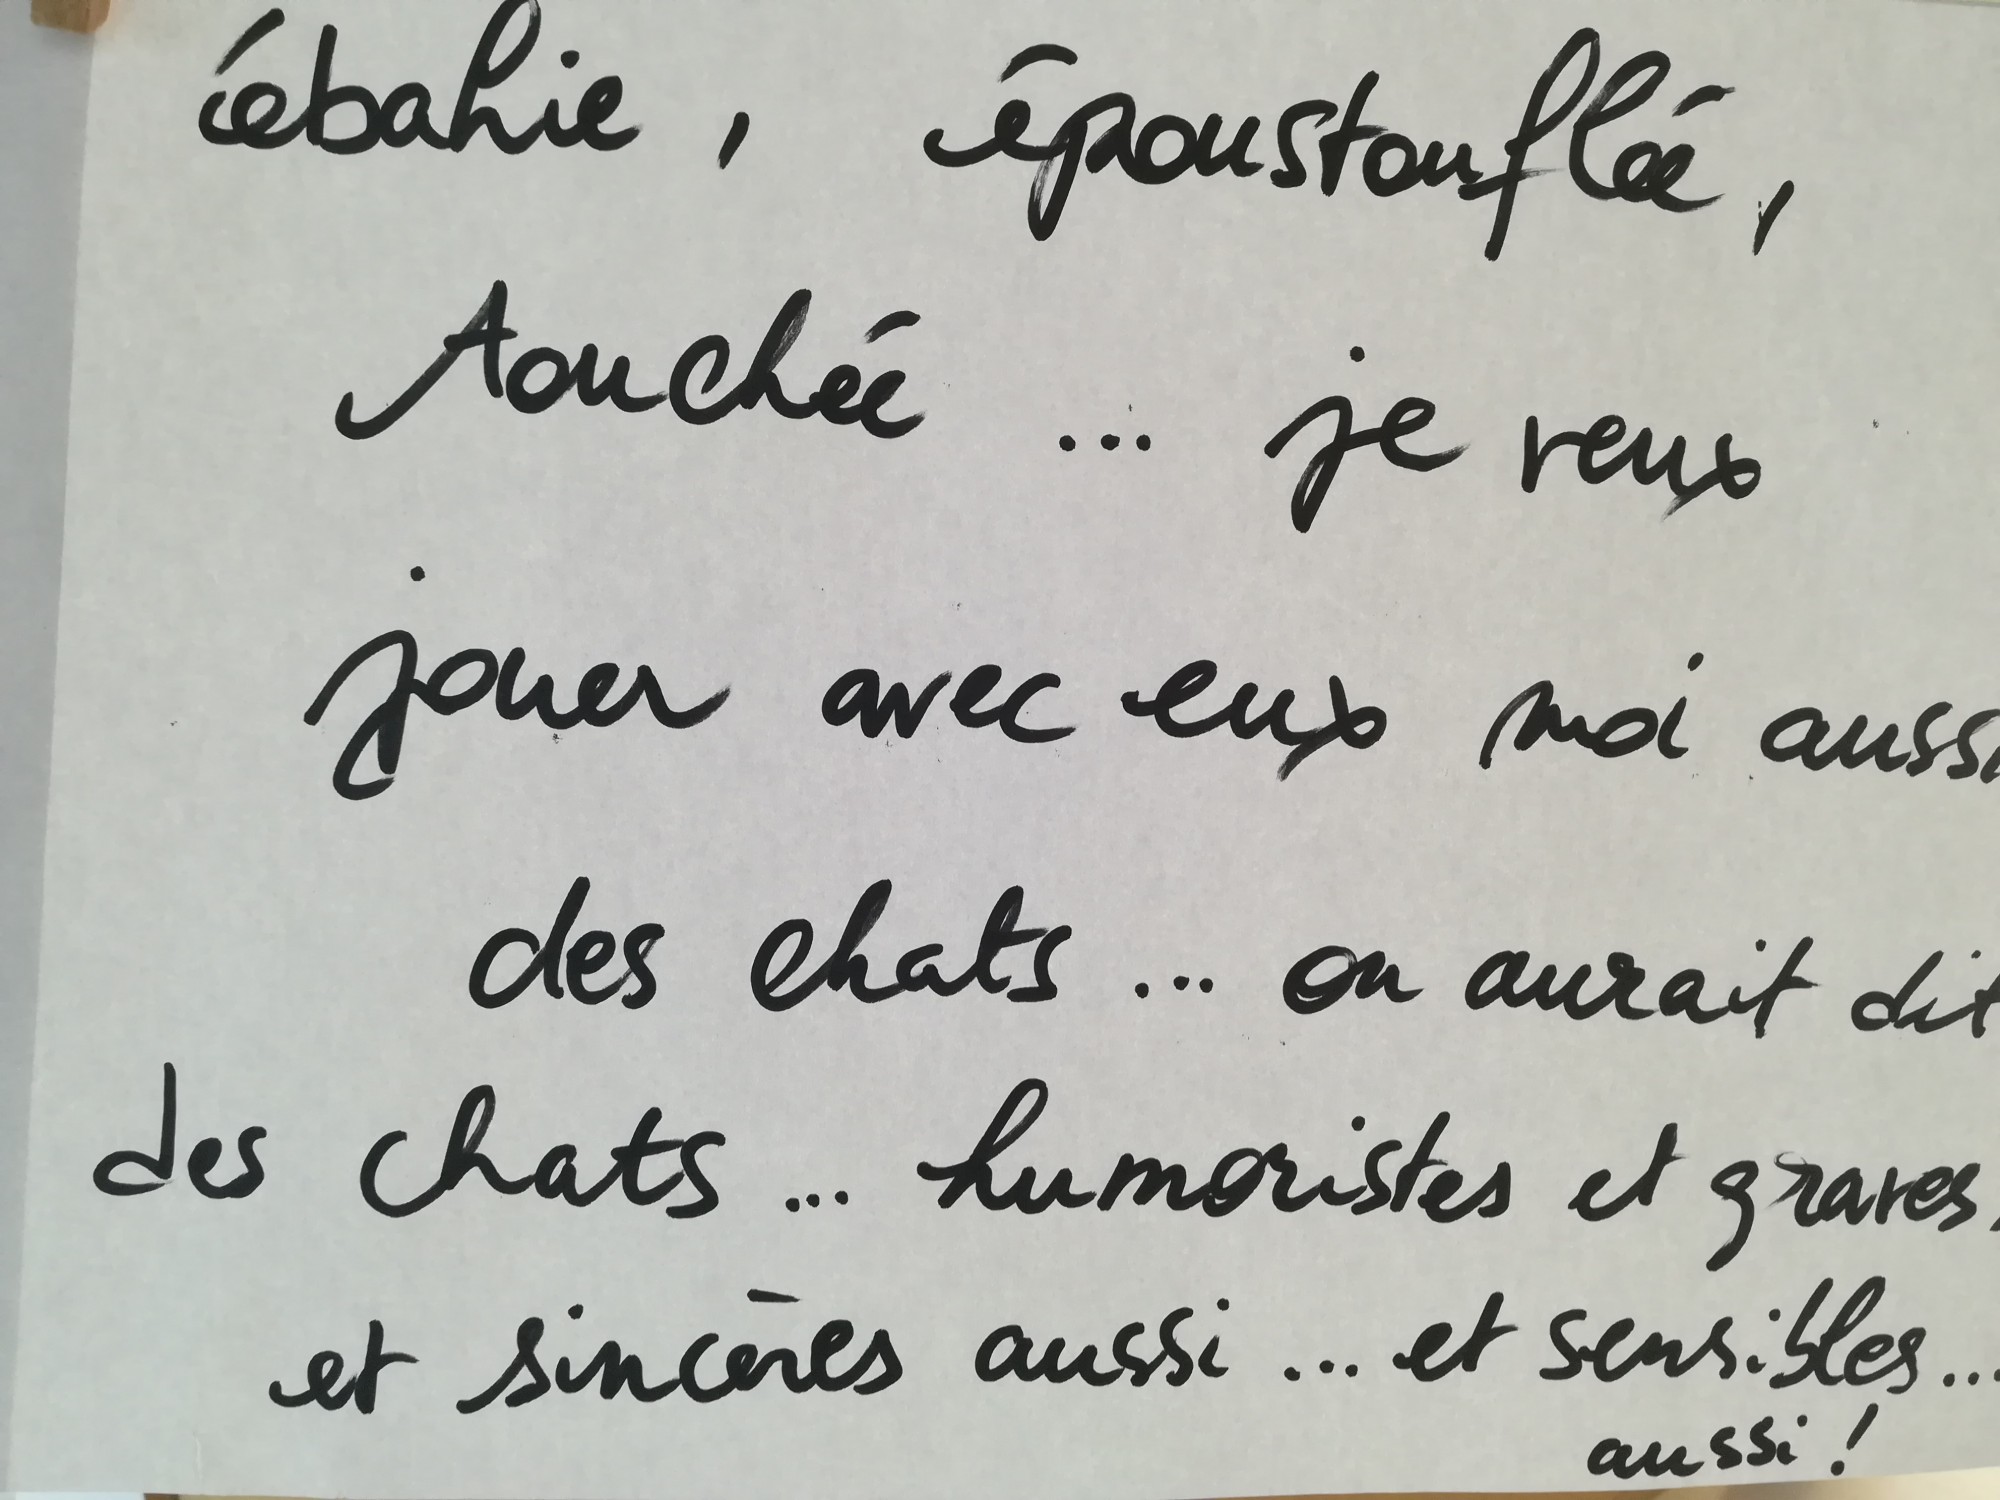 ébahie, époustouflée,
touchée ... je veux
jouer avec eux moi aussi
des chats ... on aurait dit
des chats ... humoristes et graves,
et sincères aussi ... et sensibles ...
aussi !